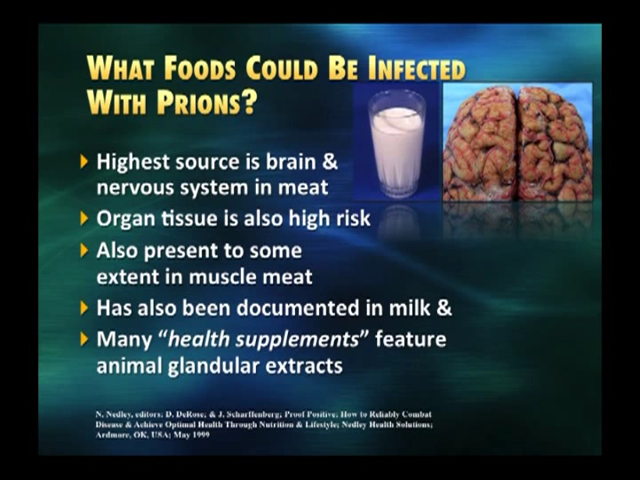 WHAT FOODS COULD BE INFECTED
WITH PRIONS?
Highest source is brain &
nervous system in meat
Organ tissue is also high risk
Also present to some
extent in muscle meat
Has also been documented in milk &
Many “health supplements” feature
animal glandular extracts
N. Nedley, editors; D. DeRose; & J. Scharffenberg; Proof Positive: How to Reliably Combat
Disease & Achieve Optimal Health Through Nutrition & Lifestyle; Nedley Health Solutions;
Ardmore, OK, USA; May 1999